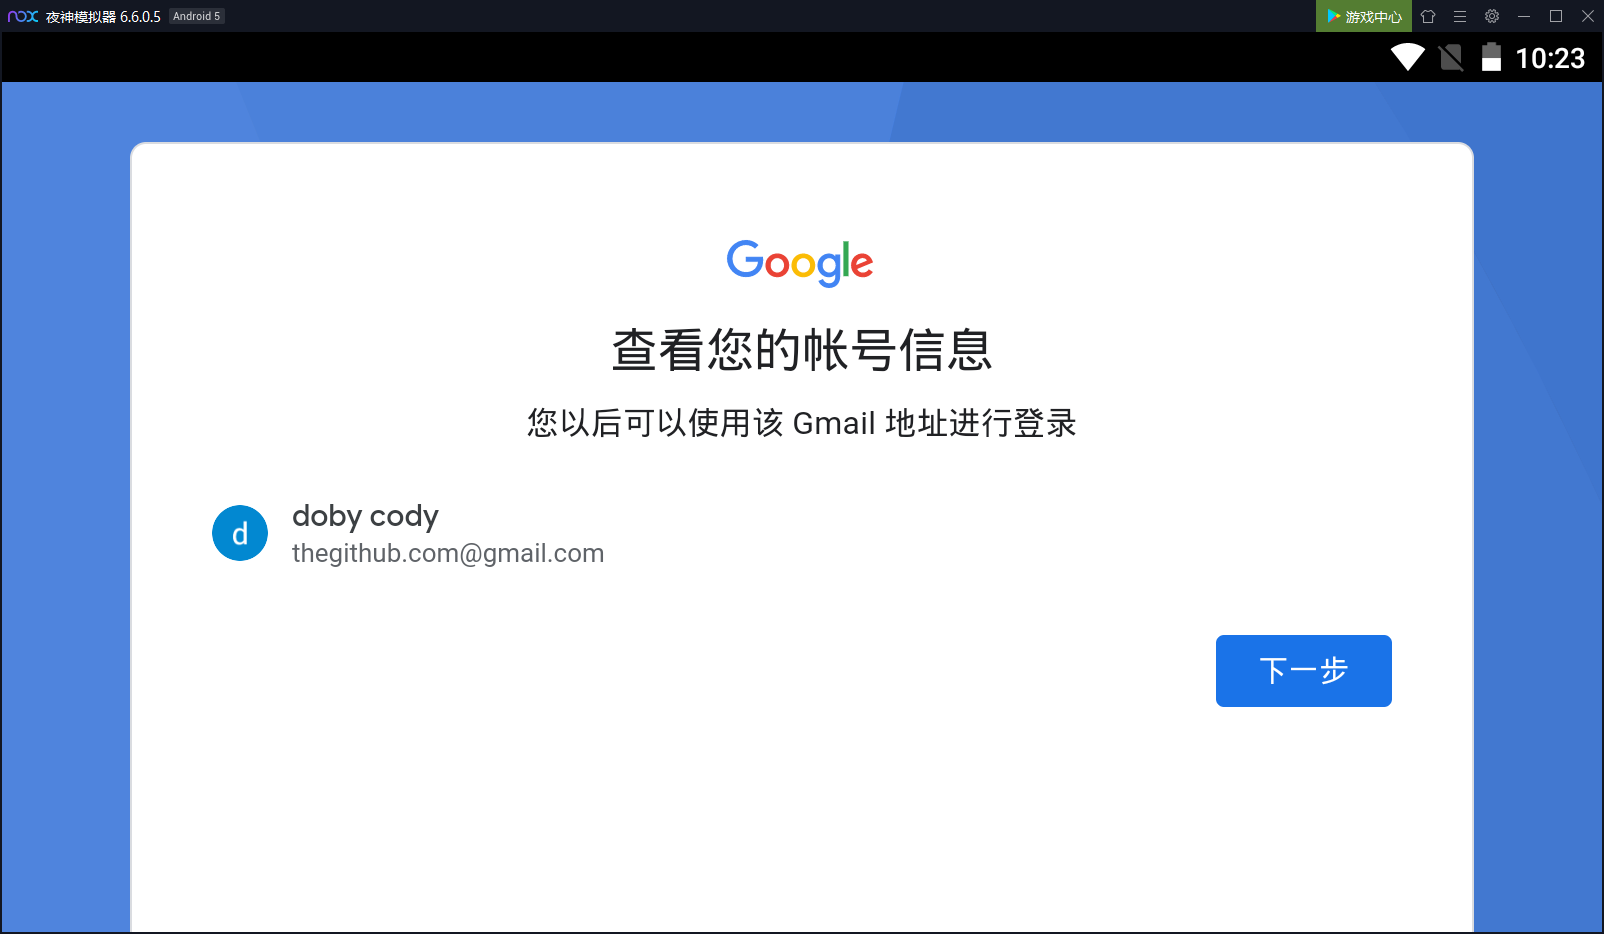 nox 夜神模拟器 6.6.0.5 Android 5 游戏中心
10:23
Google
查看您的帐号信息
您以后可以使用该 Gmail 地址进行登录
d
doby cody
thegithub.com@gmail.com
下一步